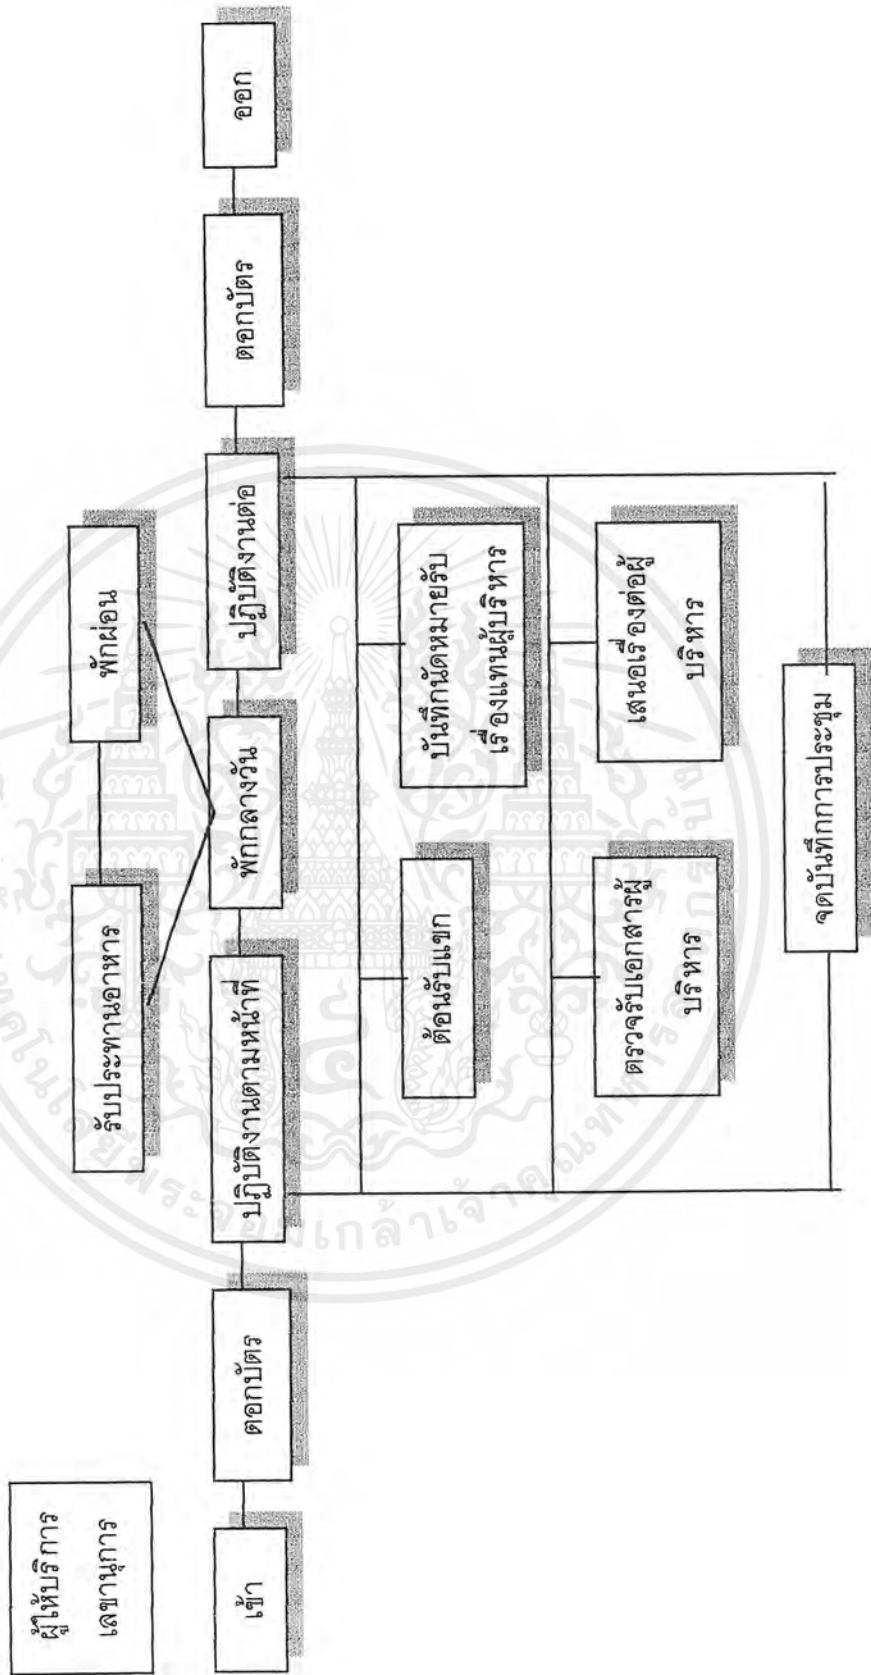 ผู้ให้บริการ
เลขานุการ
รับประทานอาหาร
พักผ่อน
เข้า
ตอกบัตร
ปฏิบัติงานตามหน้าที่
พักกลางวัน
ปฏิบัติงานต่อ
ตอกบัตร
ออก
ต้อนรับแขก
บันทึกนัดหมายรับ
เรื่องแทนผู้บริหาร
ตรวจรับเอกสารผู้
บริหาร
เสนอเรื่องต่อผู้
บริหาร
จดบันทึกการประชุม